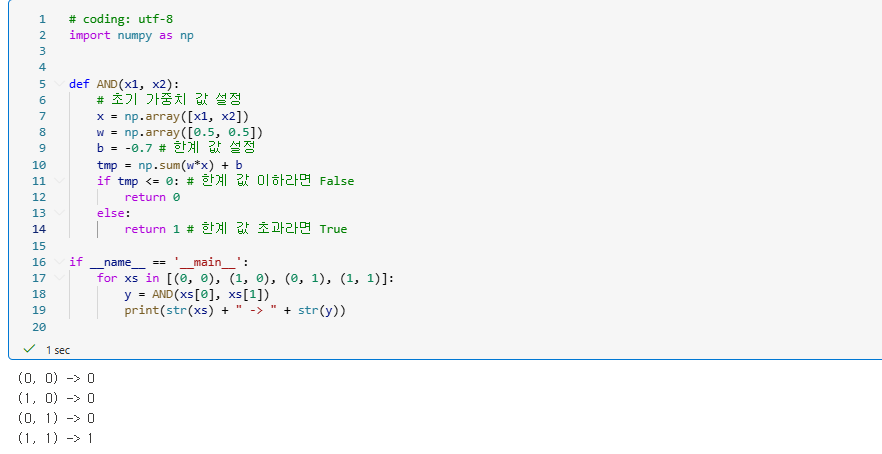 1 # coding: utf-8
2 import numpy as np
3
4
5 def AND(x1, x2):
6     # 초기 가중치 값 설정
7     x = np.array([x1, x2])
8     w = np.array([0.5, 0.5])
9     b = -0.7 # 한계 값 설정
10     tmp = np.sum(w*x) + b
11     if tmp <= 0: # 한계 값 이하라면 False
12         return 0
13     else:
14         return 1 # 한계 값 초과라면 True
15
16 if __name__ == '__main__':
17     for xs in [(0, 0), (1, 0), (0, 1), (1, 1)]:
18         y = AND(xs[0], xs[1])
19         print(str(xs) + " -> " + str(y))
20
1 sec
(0, 0) -> 0
(1, 0) -> 0
(0, 1) -> 0
(1, 1) -> 1